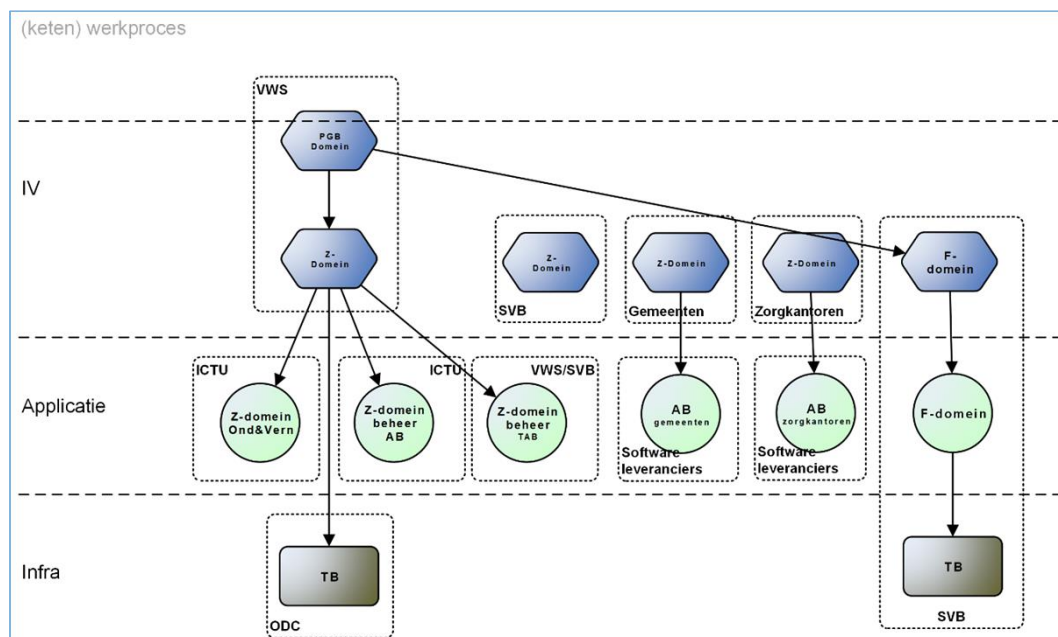 (keten) werkproces
VWS
PGB
Domein
IV
Z-
Domein
Z-
Domein
SVB
Z-Domein
Gemeenten
Z-Domein
Zorgkantoren
F-
domein
Applicatie
ICTU
Z-domein
Ond&Vern
ICTU
Z-domein
beheer
AB
VWS/SVB
Z-domein
beheer
TAB
AB
gemeenten
Software
leveranciers
AB
zorgkantoren
Software
leveranciers
F-domein
Infra
TB
ODC
TB
SVB